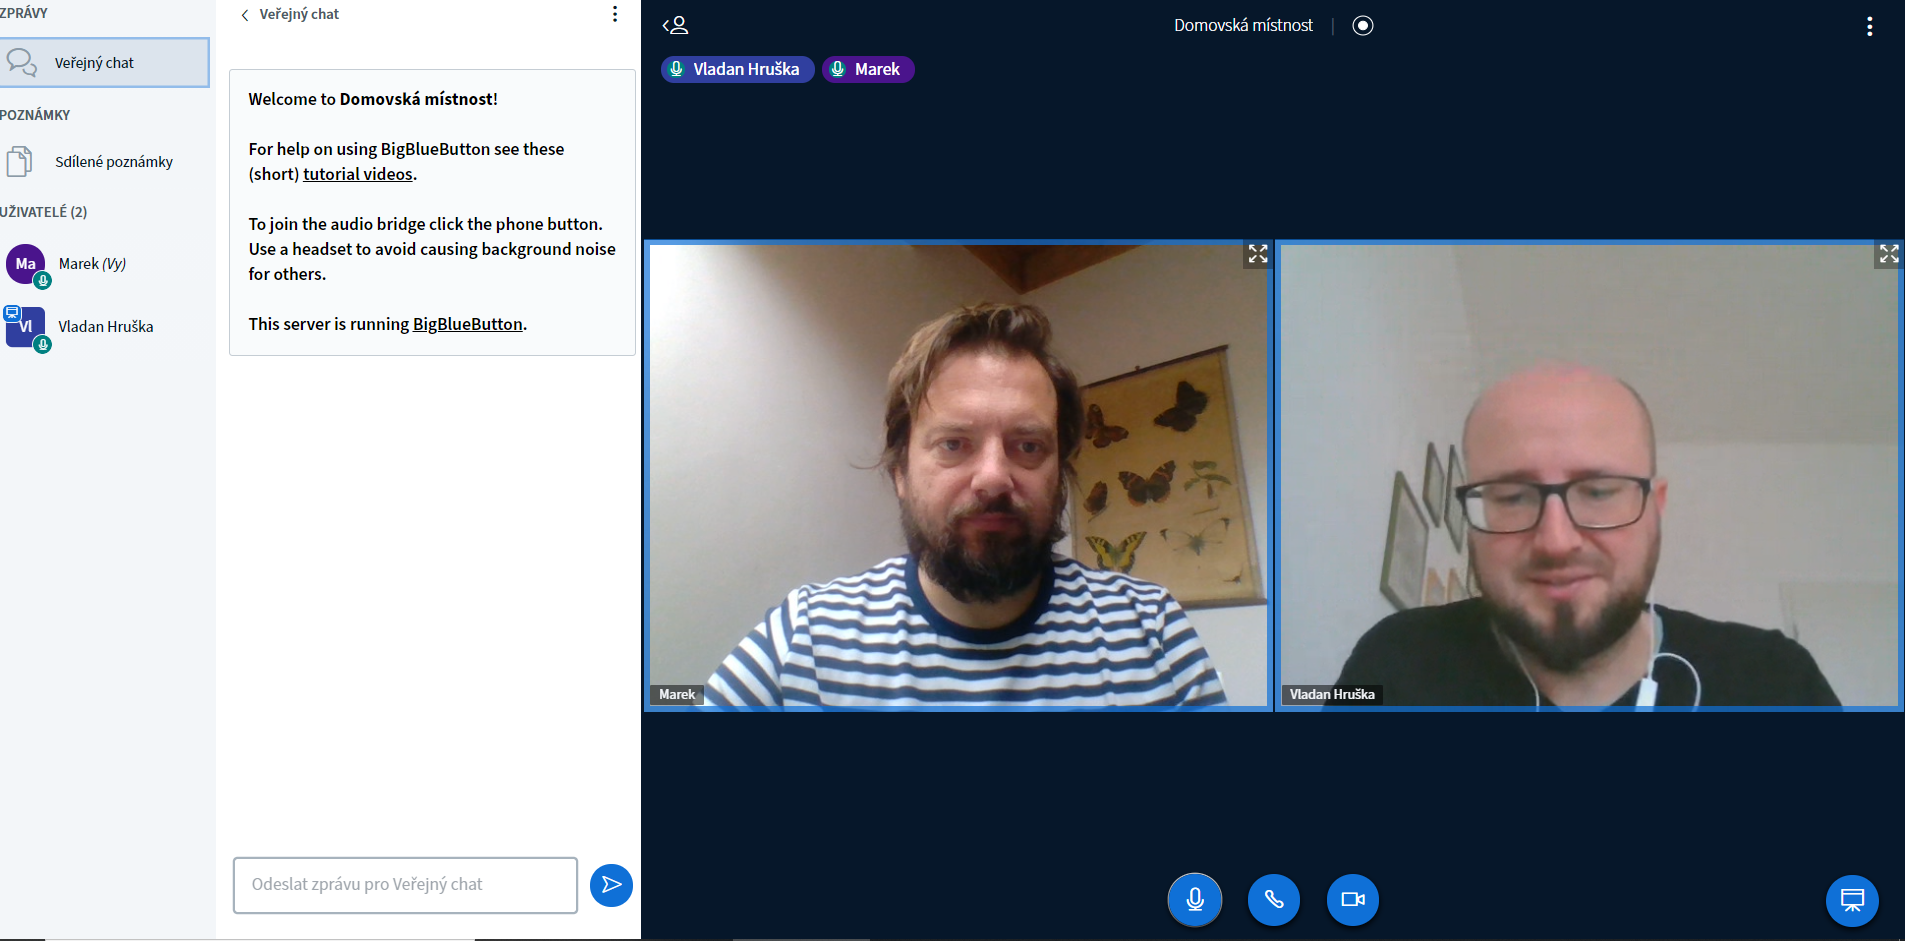 ZPRÁVY
Veřejný chat
POZNÁMKY
Sdílené poznámky
UŽIVATELÉ (2)
Ma
Marek (Vy)
Vl
Vladan Hruška
Veřejný chat
Welcome to Domovská místnost!
For help on using BigBlueButton see these
(short) tutorial videos.
To join the audio bridge click the phone button.
Use a headset to avoid causing background noise
for others.
This server is running BigBlueButton.
Odeslat zprávu pro Veřejný chat
Domovská místnost
Vladan Hruška
Marek
Marek
Vladan Hruška